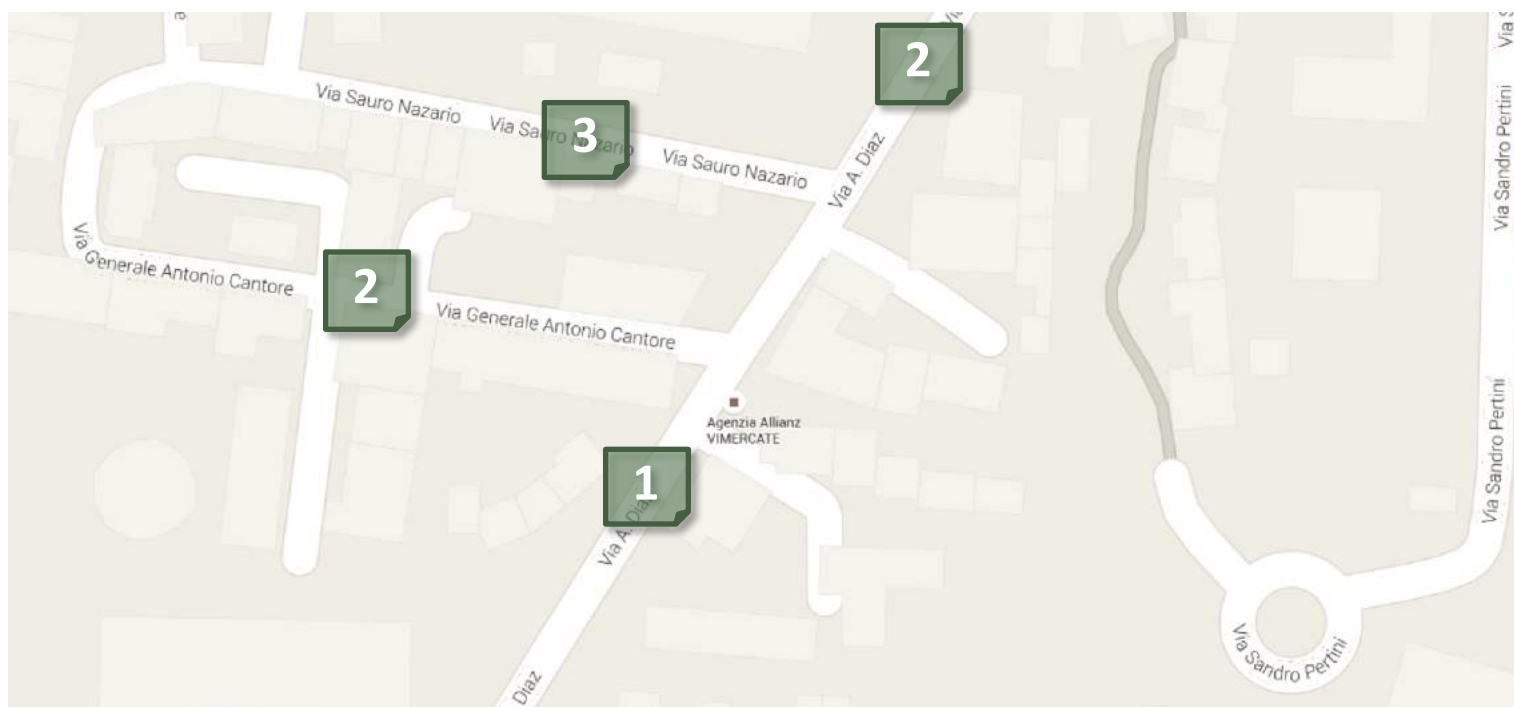 e
2
Via S
Via Sauro Nazario
Via Sauro Nazario
3
Via Sauro Nazario
Via A. Diaz
Via Sandro Pertini
Via Generale Antonio Cantore
2
Via Generale Antonio Cantore
Agenzia Allianz
VIMERCATE
1
Via A. Diaz
Via Sandro Pertini
Via Sandro Pertini
Diaz